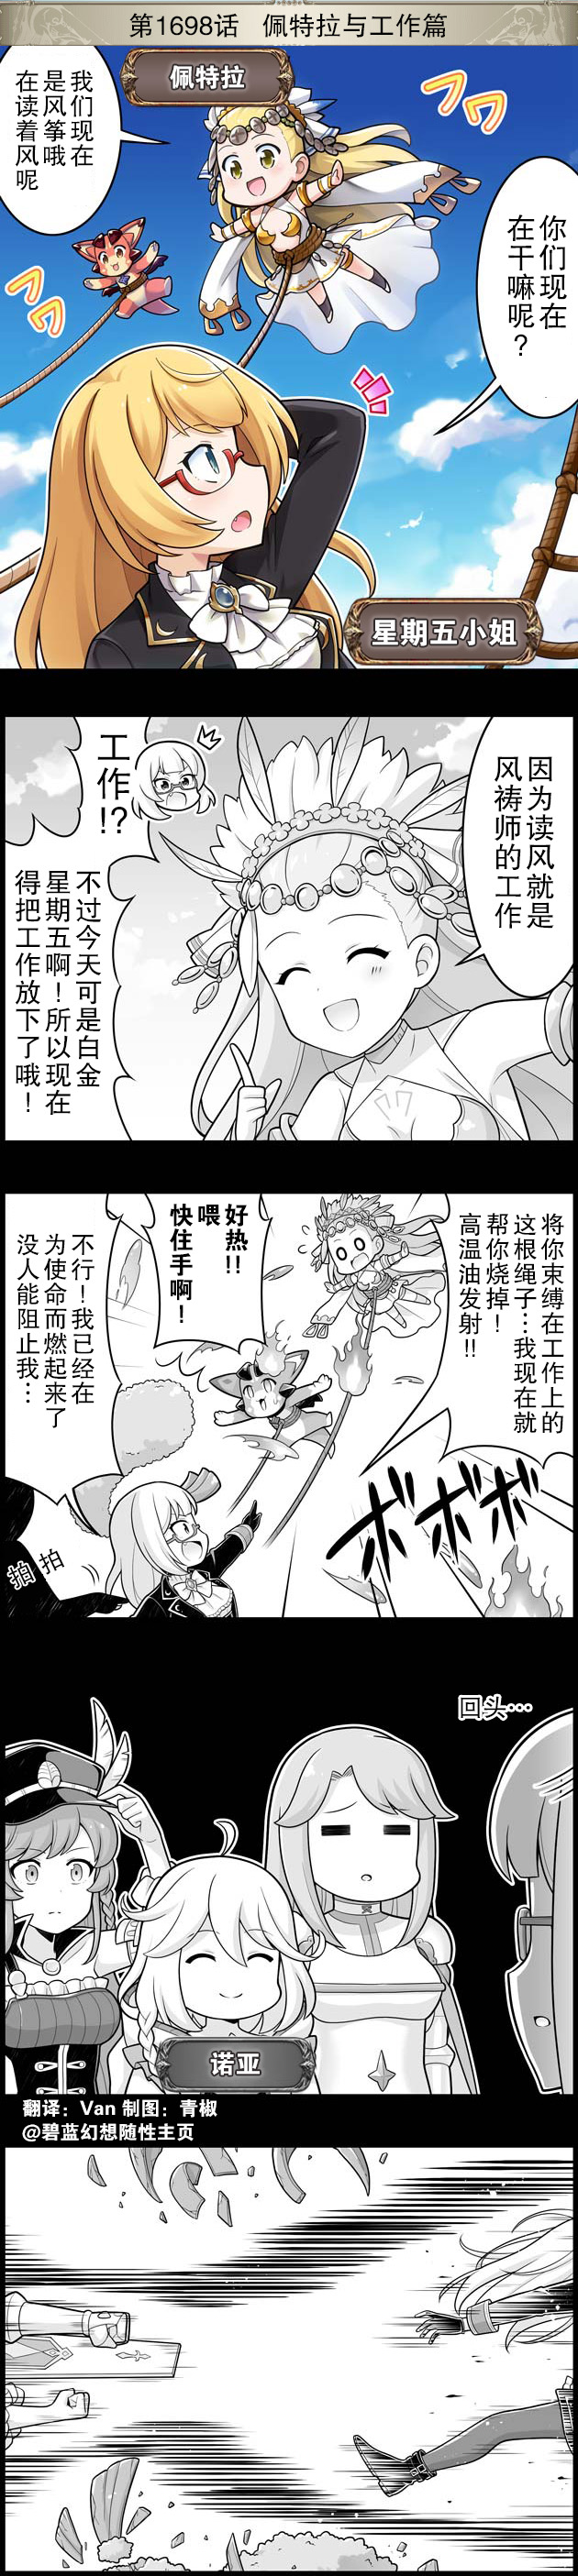 第1698话 佩特拉与工作篇
佩特拉
你们现在
在干嘛呢？
我们现在
是风筝哦
在读着风呢
フワ
フワ
星期五小姐
因为读风就是
风祷师的工作
工作!?
不过今天可是白金
星期五啊！所以现在
得把工作放下了哦！
将你束缚在工作上的
这根绳子…我现在就
帮你烧掉！
高温油发射!!
好热!!
喂
快住手啊！
不行！我已经在
为使命而燃起来了
没人能阻止我…
ボボボ
拍拍
回头…
诺亚
翻译：Van 制图：青椒
@碧蓝幻想随性主页